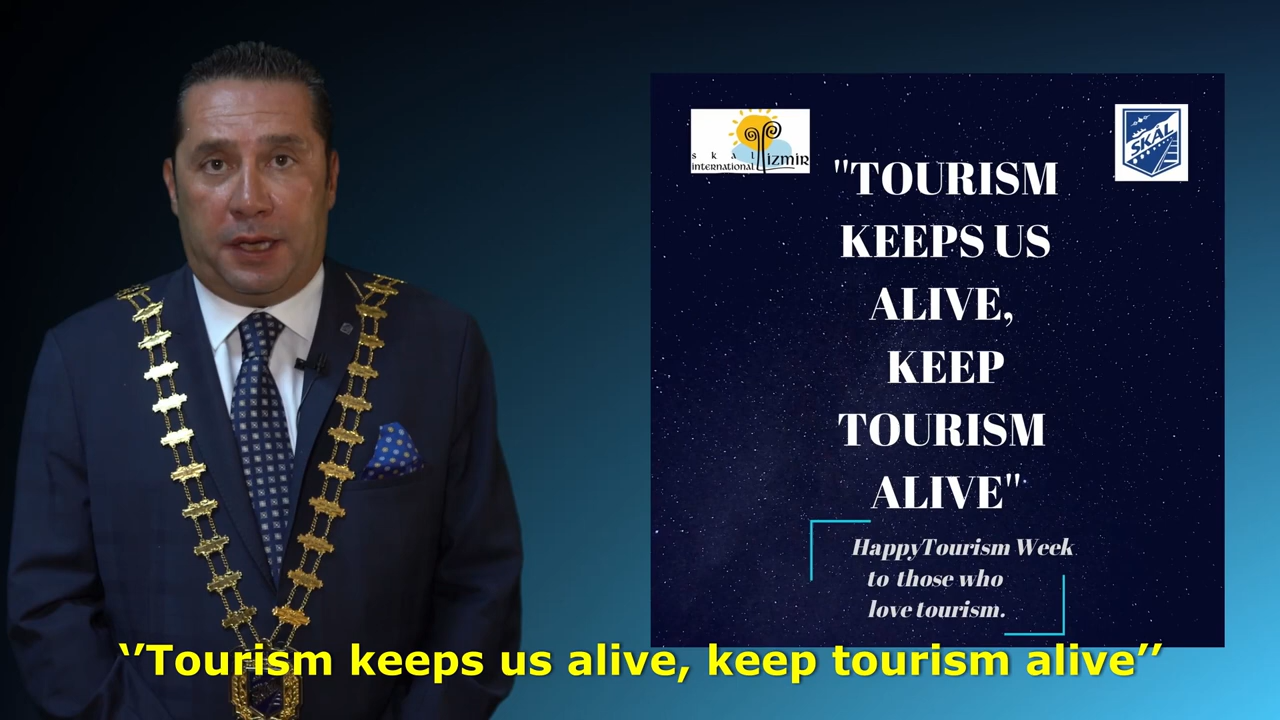 skal
international IZMIR
SKÅL
"TOURISM
KEEPS US
ALIVE,
KEEP
TOURISM
ALIVE"
HappyTourism Week
to those who
love tourism.
‘’Tourism keeps us alive, keep tourism alive’’